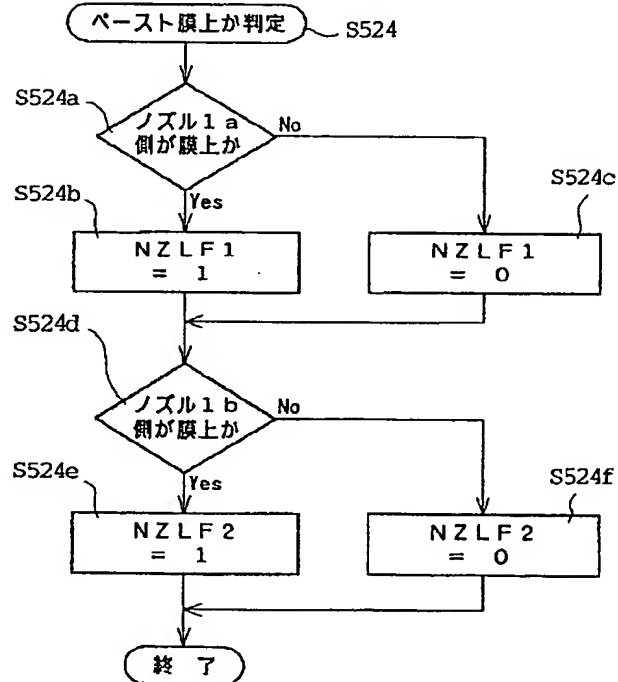 ペースト膜上か判定
S524
S524a
ノズル1a
側が膜上か
No
Yes
S524b
NZLF1
= 1
S524c
NZLF1
= 0
S524d
ノズル1b
側が膜上か
No
Yes
S524e
NZLF2
= 1
S524f
NZLF2
= 0
終 了